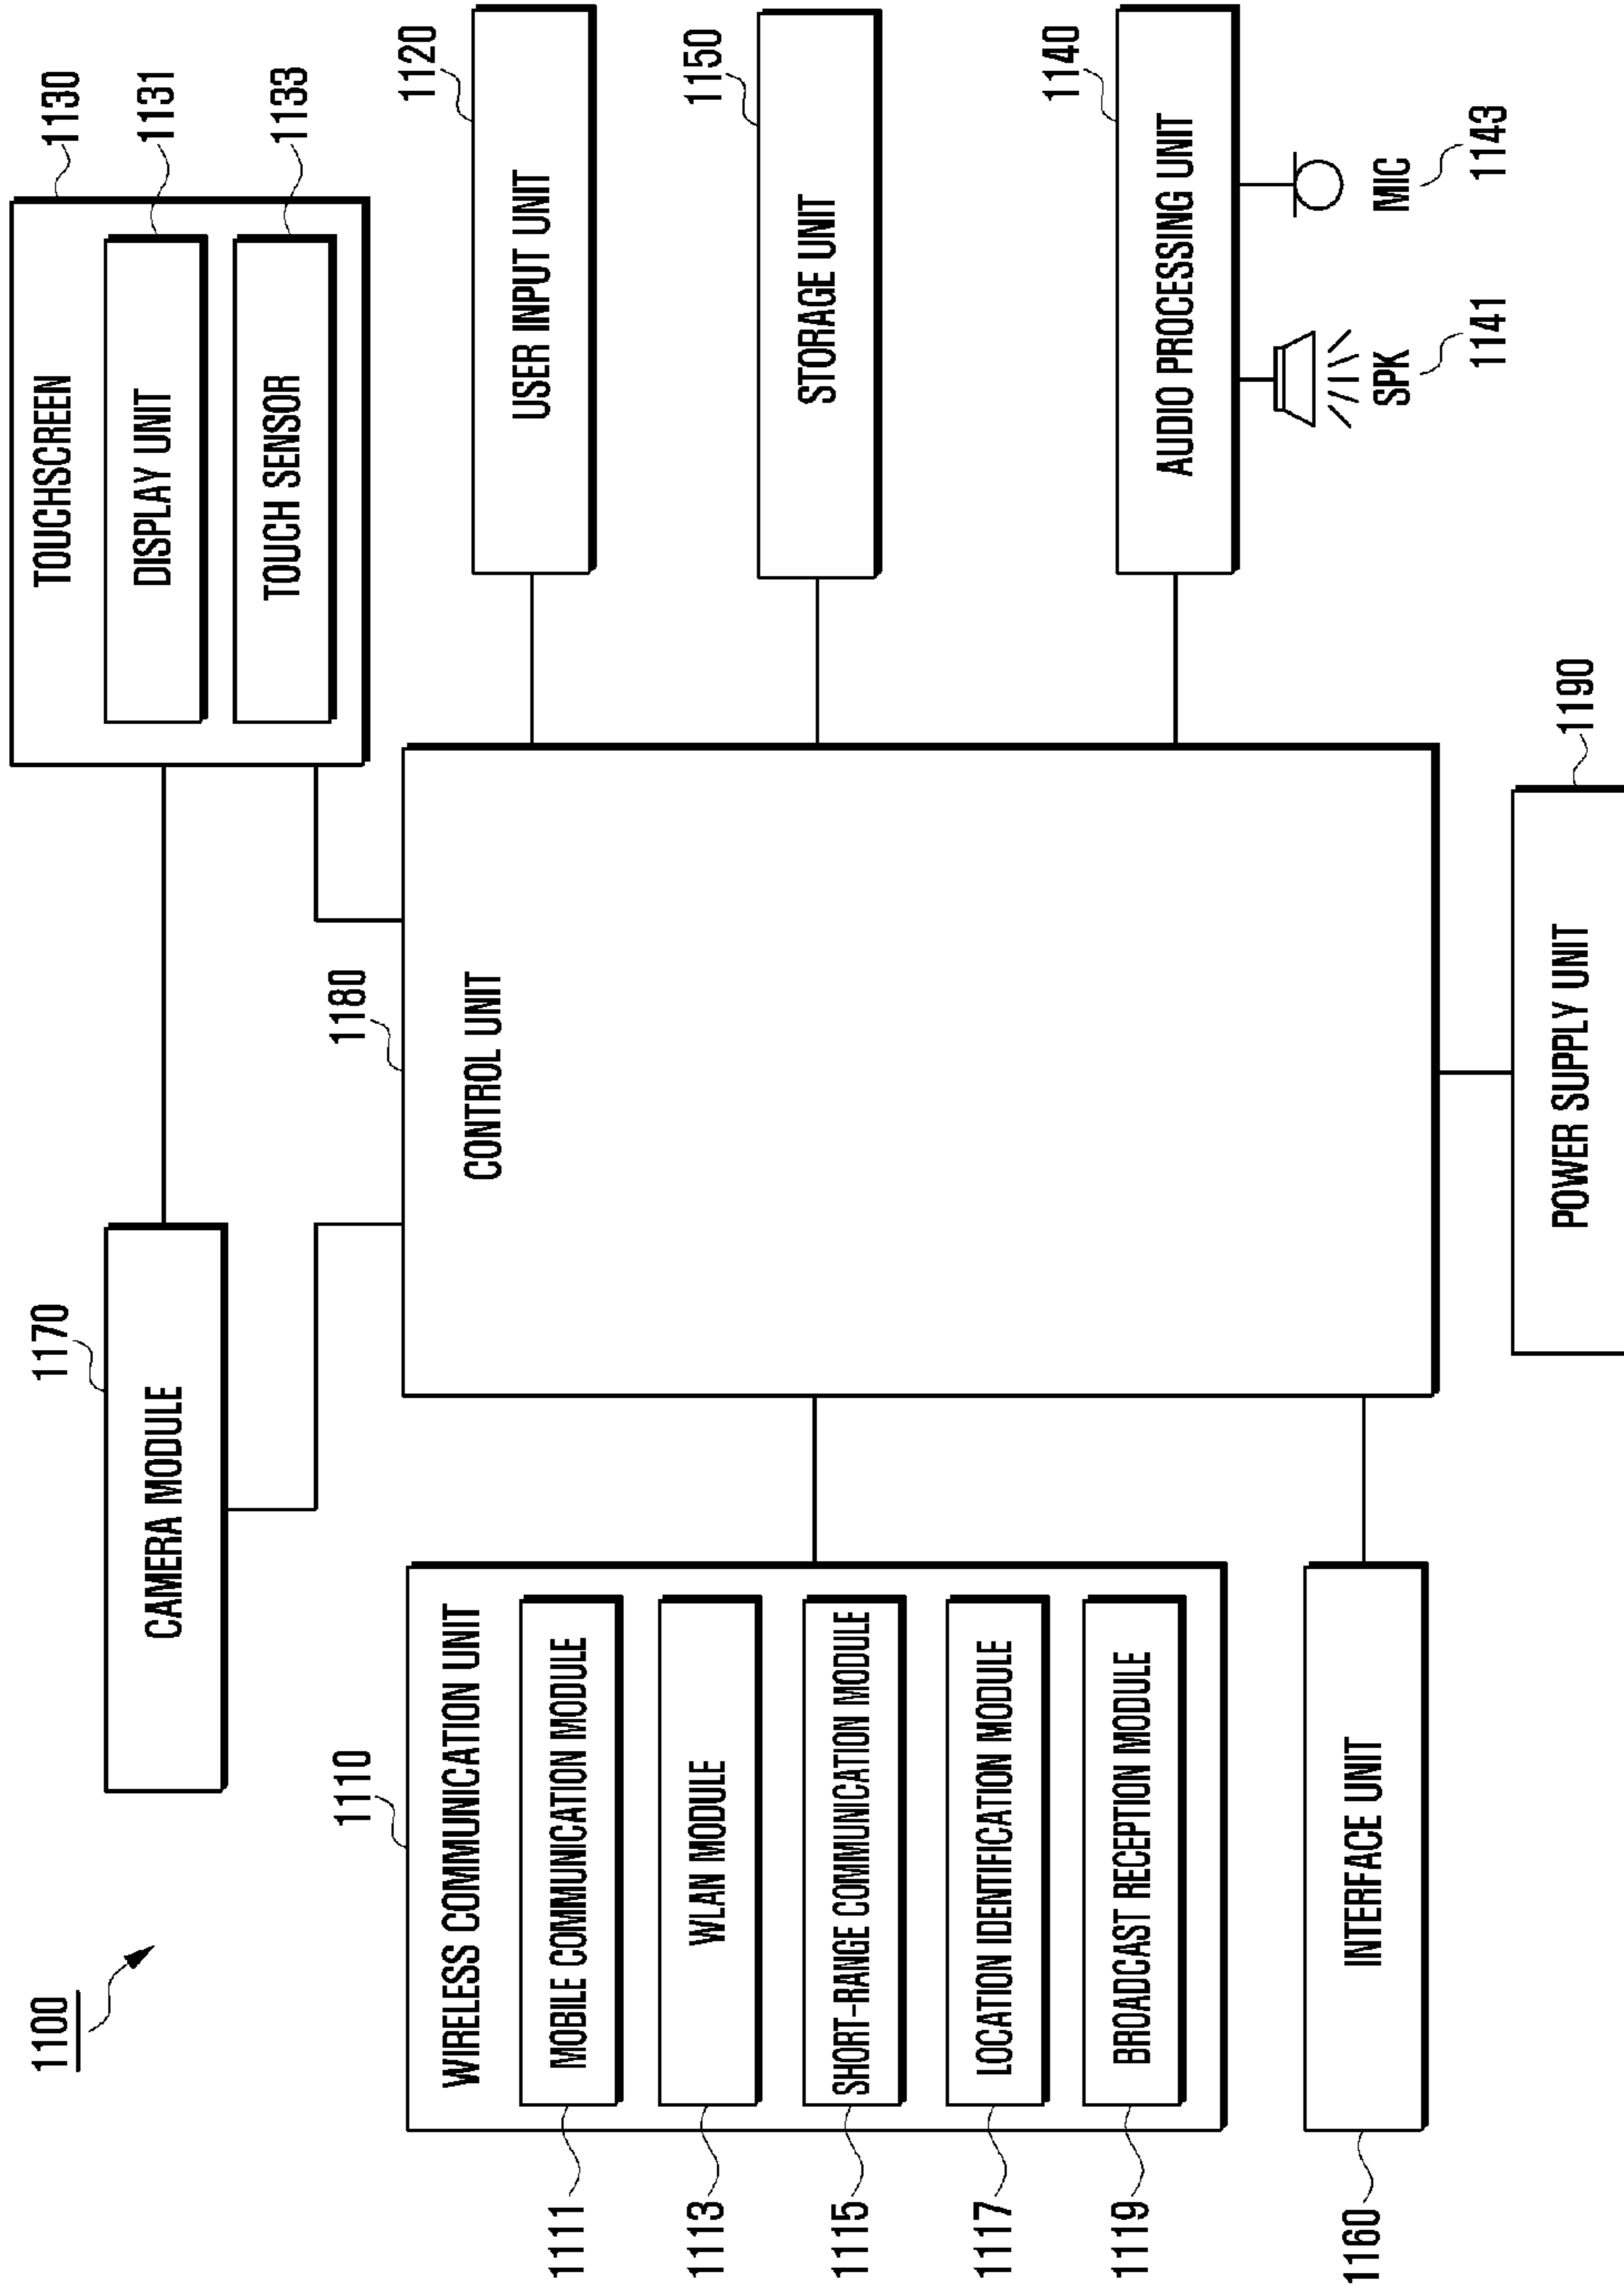 1100
1170
CAMERA MODULE
1130
TOUCHSCREEN
DISPLAY UNIT
1131
TOUCH SENSOR
1133
1110
WIRELESS COMMUNICATION UNIT
1111
MOBILE COMMUNICATION MODULE
1113
WLAN MODULE
1115
SHORT-RANGE COMMUNICATION MODULE
1117
LOCATION IDENTIFICATION MODULE
1119
BROADCAST RECEPTION MODULE
1160
INTERFACE UNIT
1180
CONTROL UNIT
1120
USER INPUT UNIT
1150
STORAGE UNIT
1140
AUDIO PROCESSING UNIT
SPK
MIC
1141
1143
1190
POWER SUPPLY UNIT